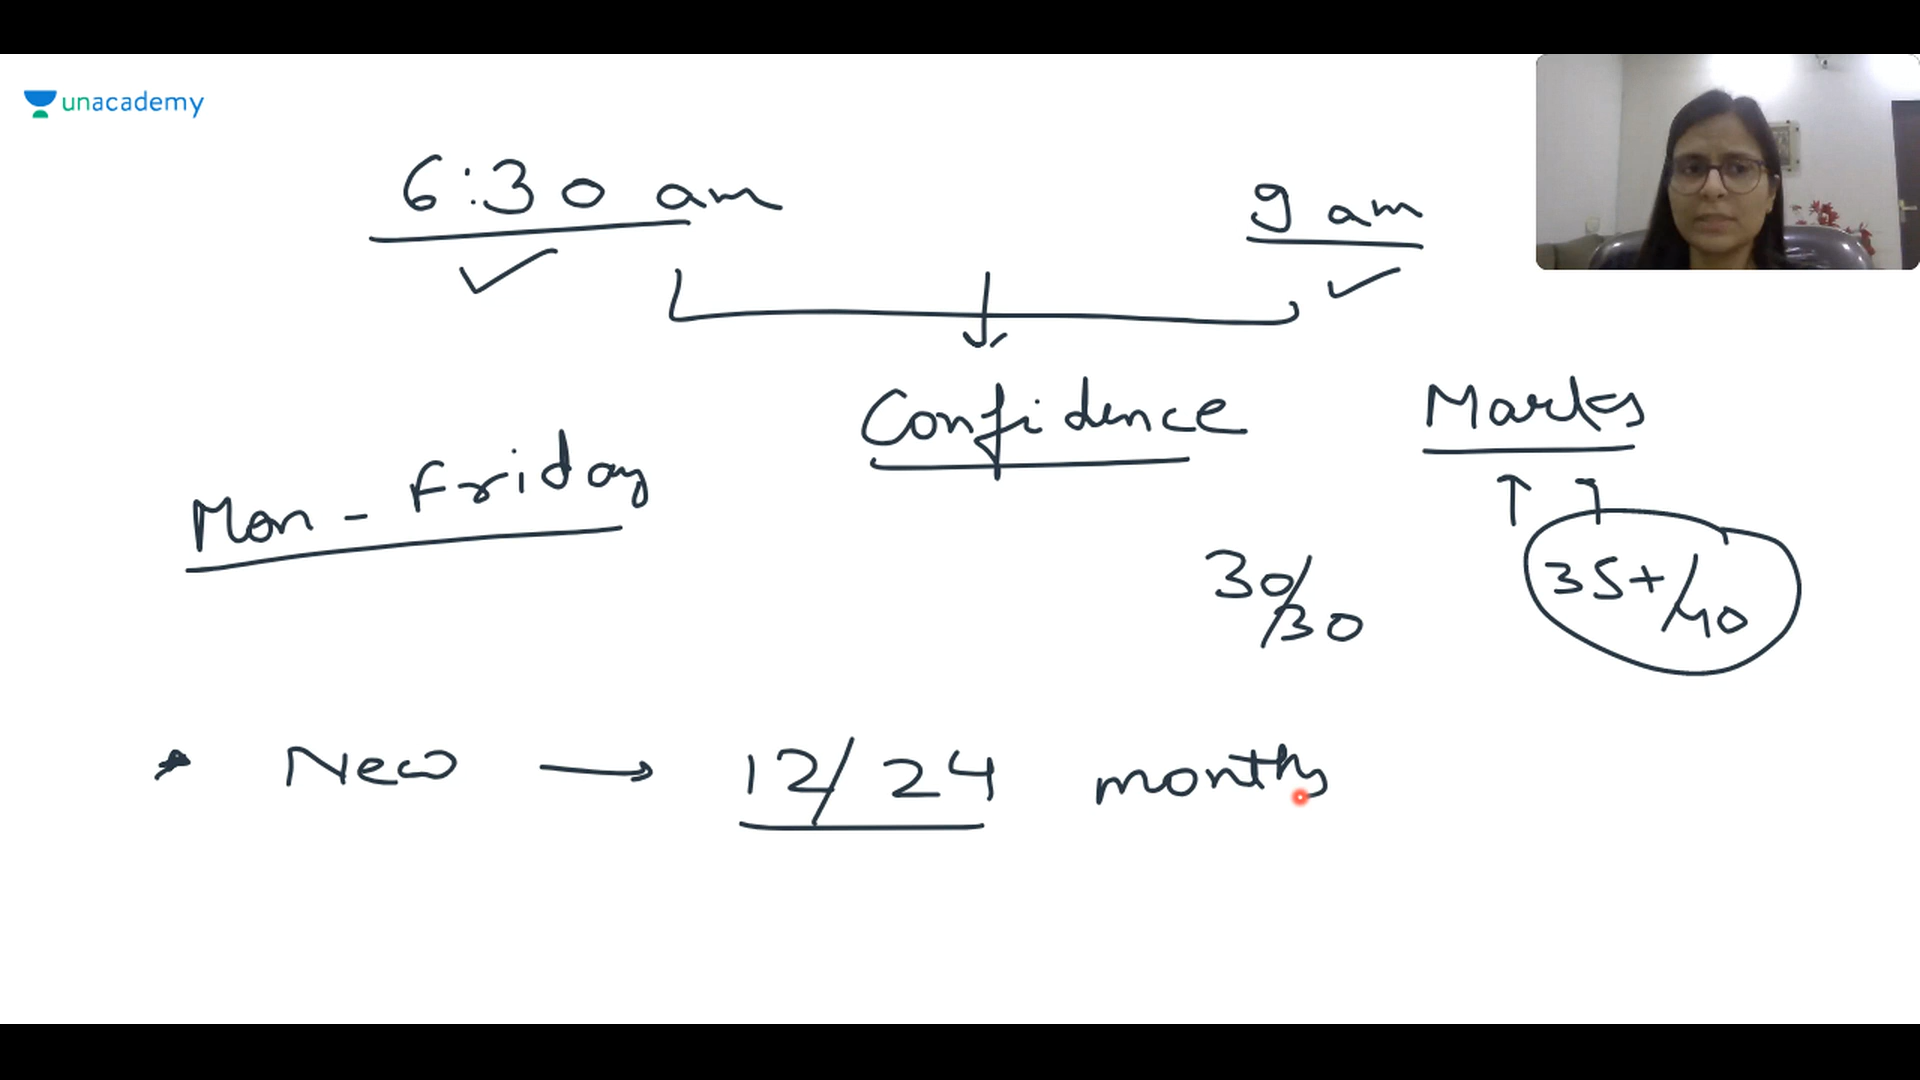 unacademy
6:30 am
9 am
Confidence
Marks
Mon - Friday
30/30
35+/40
New → 12/24 months